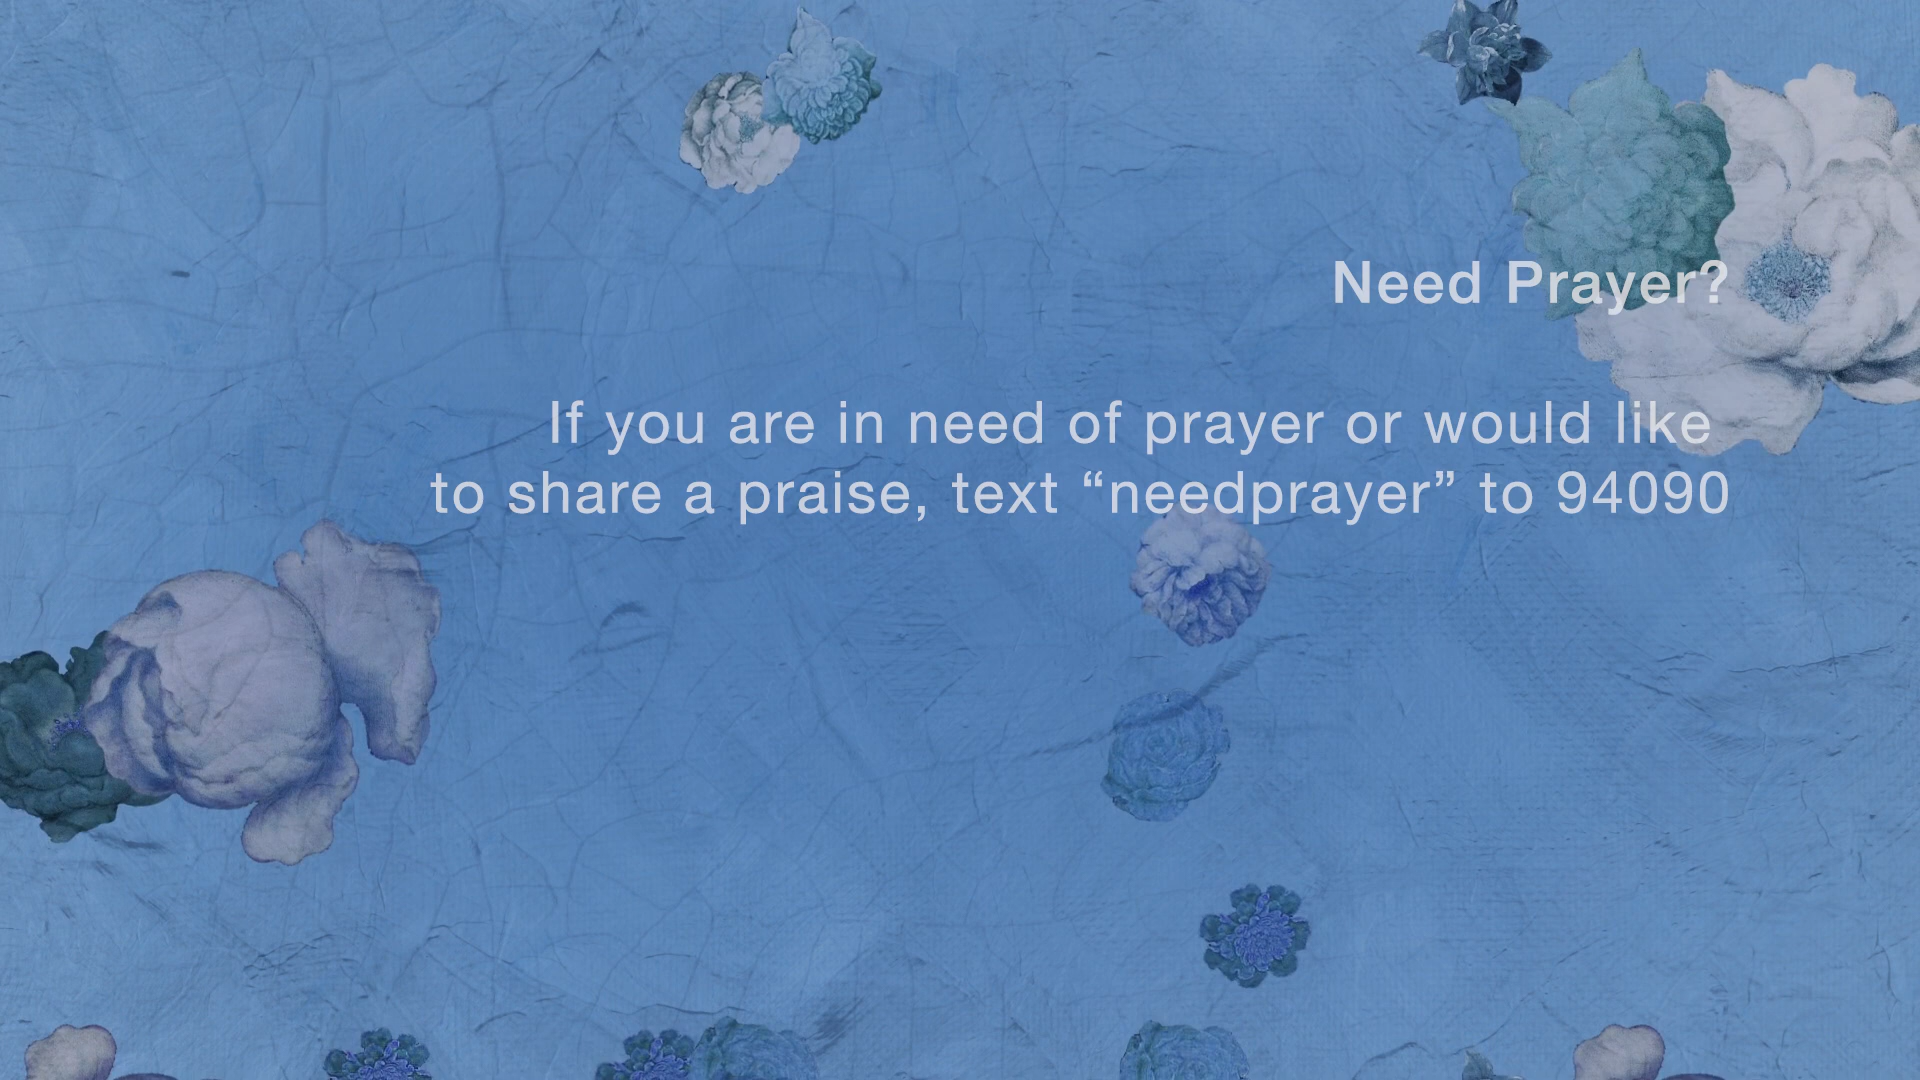 Need Prayer?
If you are in need of prayer or would like
to share a praise, text “needprayer” to 94090